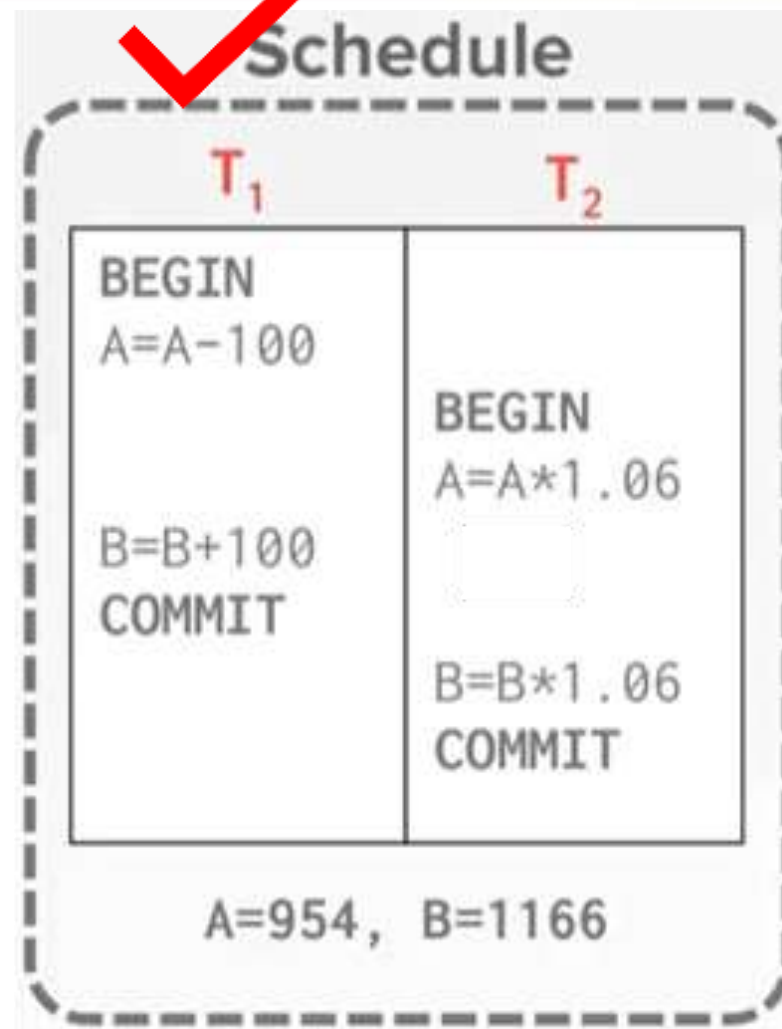 Schedule
T₁ T₂
BEGIN
A=A-100
BEGIN
A=A*1.06
B=B+100
COMMIT
B=B*1.06
COMMIT
A=954, B=1166